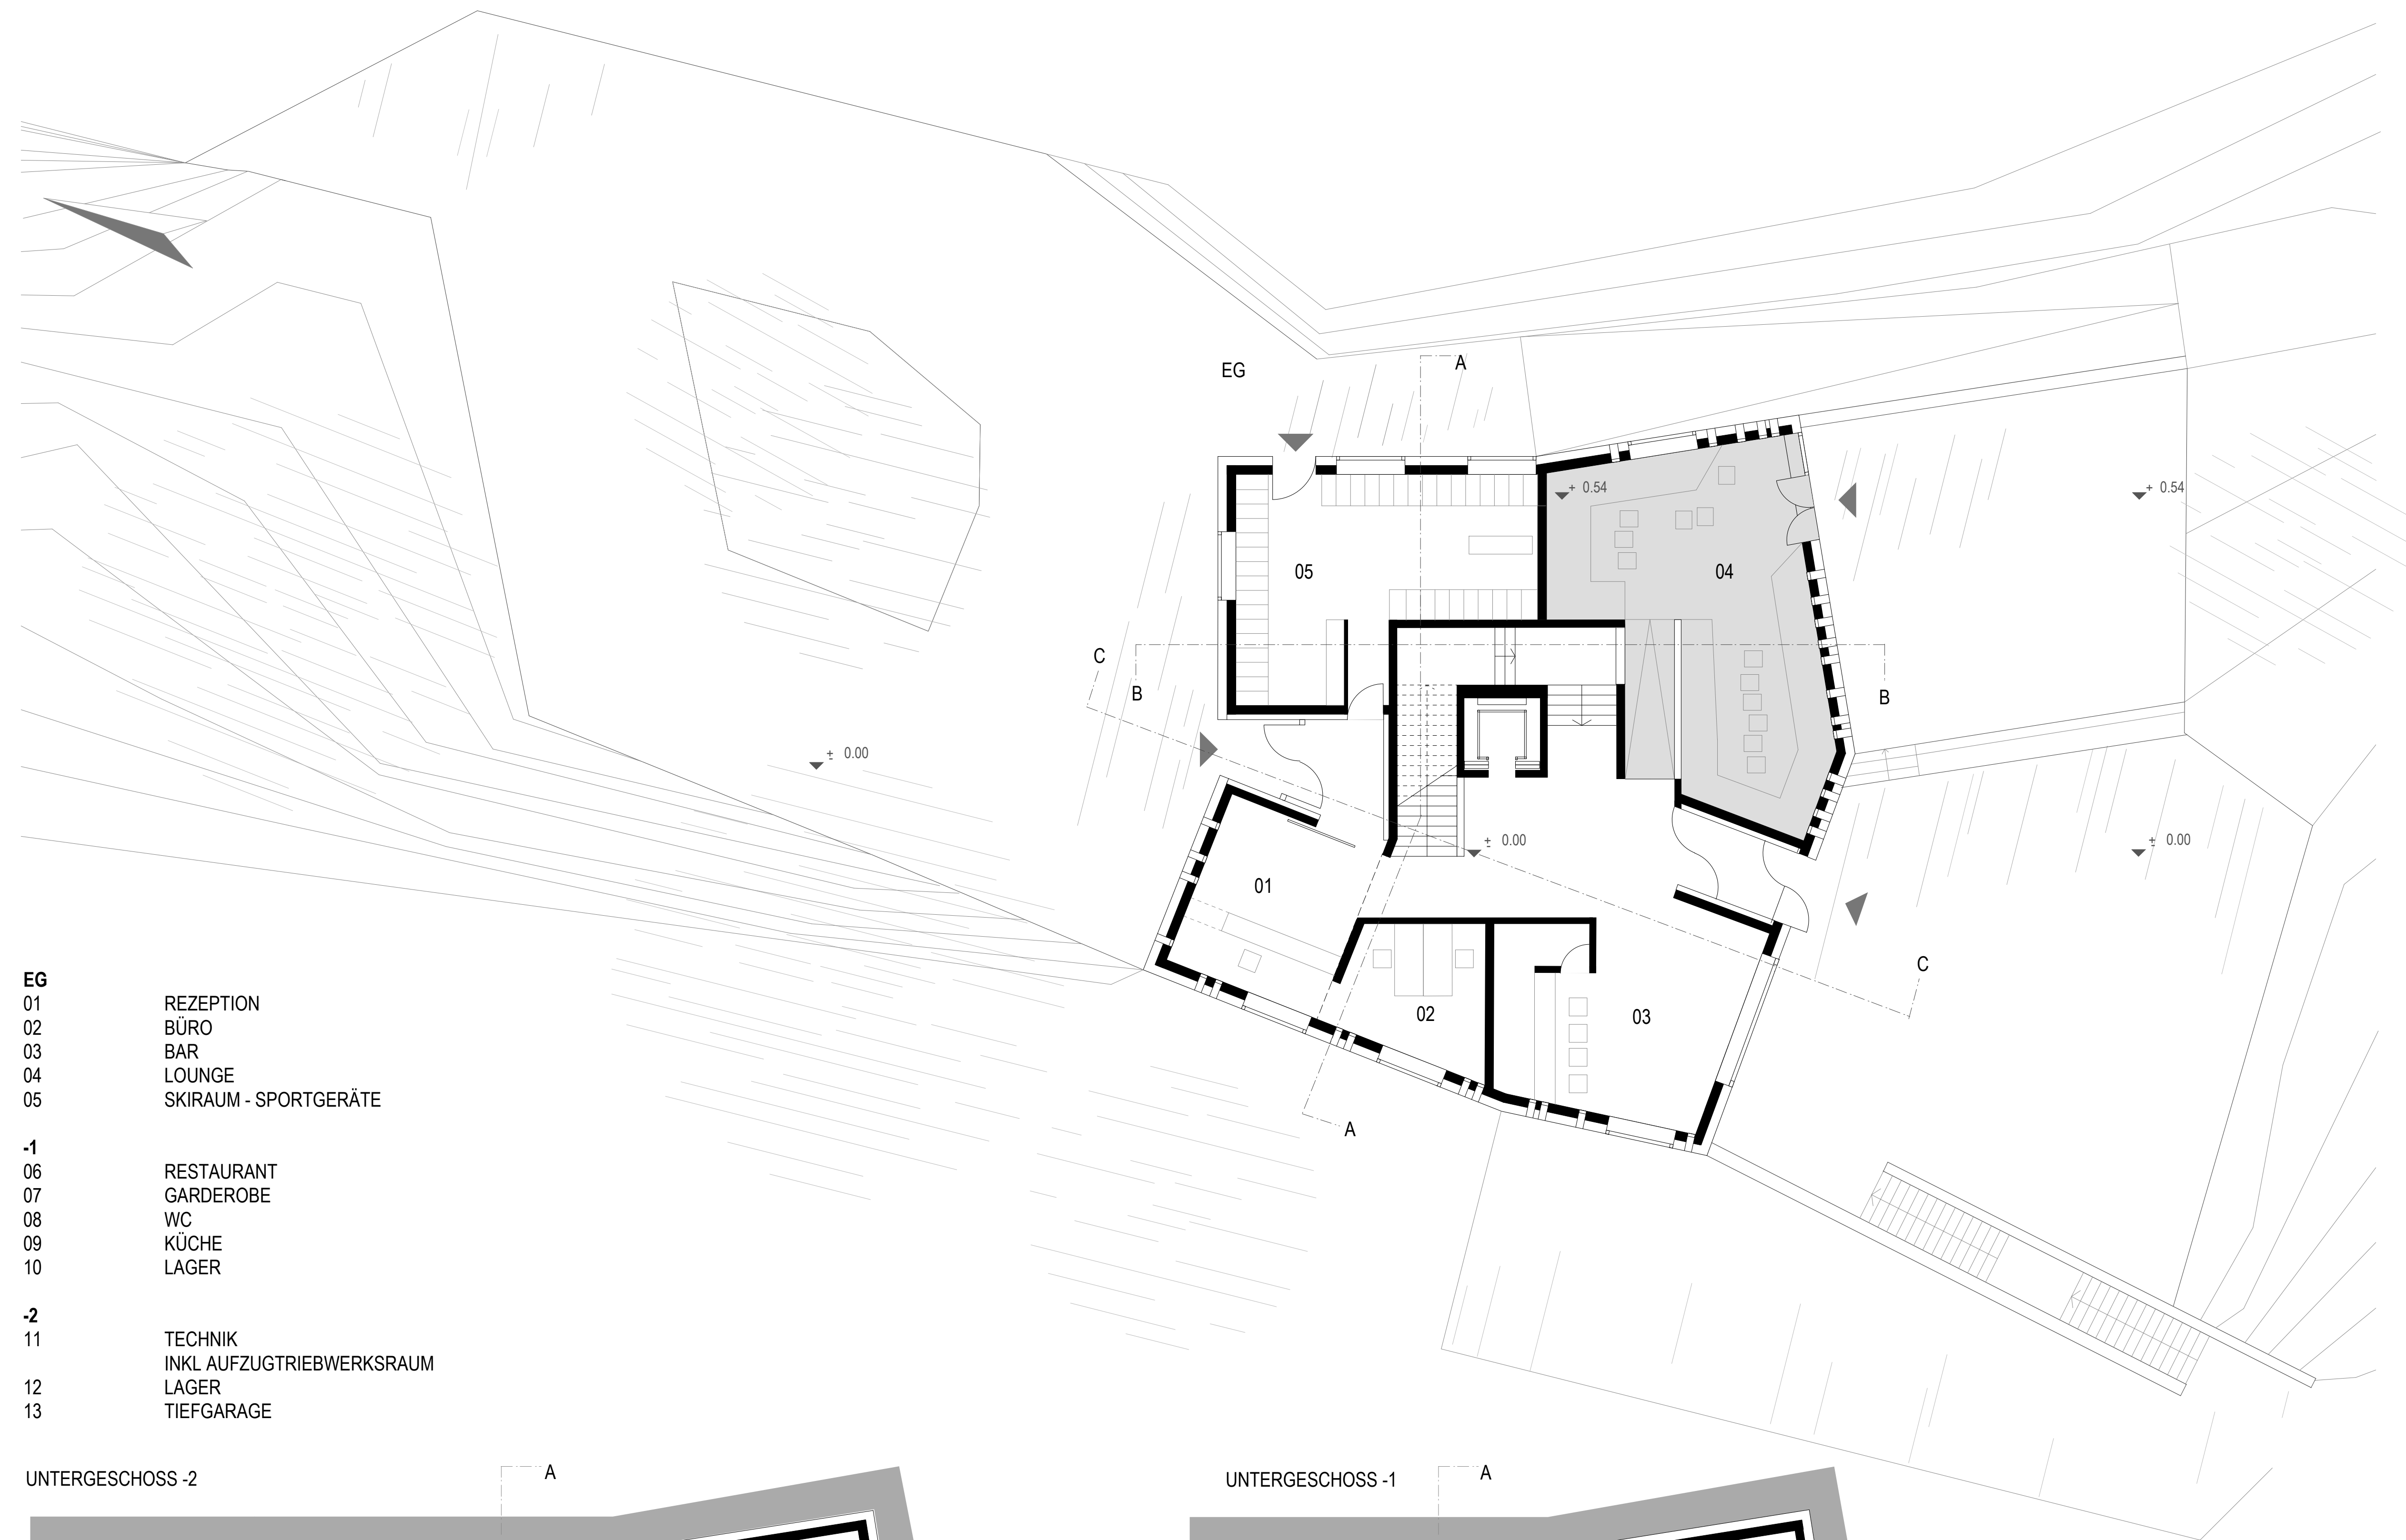 EG
A
+ 0.54
+ 0.54
05
04
C
B
B
± 0.00
± 0.00
± 0.00
01
C
02
03
A
EG
01 REZEPTION
02 BÜRO
03 BAR
04 LOUNGE
05 SKIRAUM - SPORTGERÄTE
-1
06 RESTAURANT
07 GARDEROBE
08 WC
09 KÜCHE
10 LAGER
-2
11 TECHNIK
INKL AUFZUGTRIEBWERKSRAUM
12 LAGER
13 TIEFGARAGE
UNTERGESCHOSS -2
A
UNTERGESCHOSS -1
A